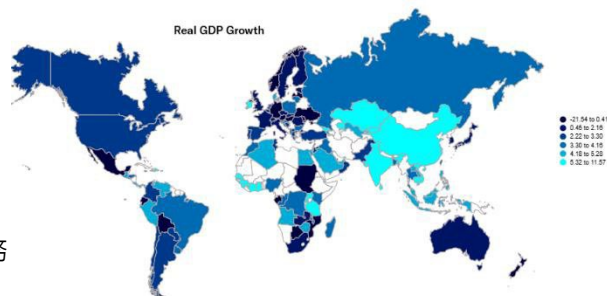 Real GDP Growth
-21.54 to 0.41
0.46 to 2.16
2.22 to 3.30
3.30 to 4.16
4.18 to 5.28
5.32 to 11.57
务